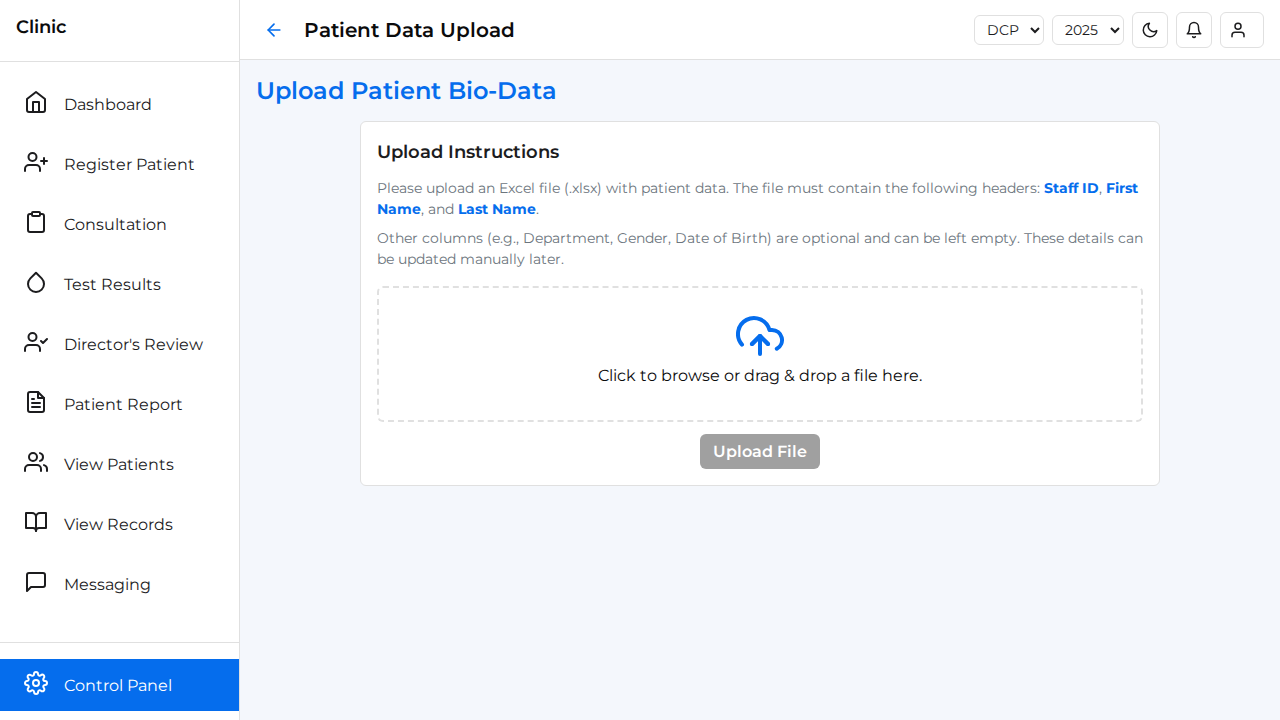 Clinic
Patient Data Upload
DCP
2025
Dashboard
Register Patient
Consultation
Test Results
Director's Review
Patient Report
View Patients
View Records
Messaging
Control Panel
Upload Patient Bio-Data
Upload Instructions
Please upload an Excel file (.xlsx) with patient data. The file must contain the following headers: Staff ID, First
Name, and Last Name.
Other columns (e.g., Department, Gender, Date of Birth) are optional and can be left empty. These details can
be updated manually later.
Click to browse or drag & drop a file here.
Upload File